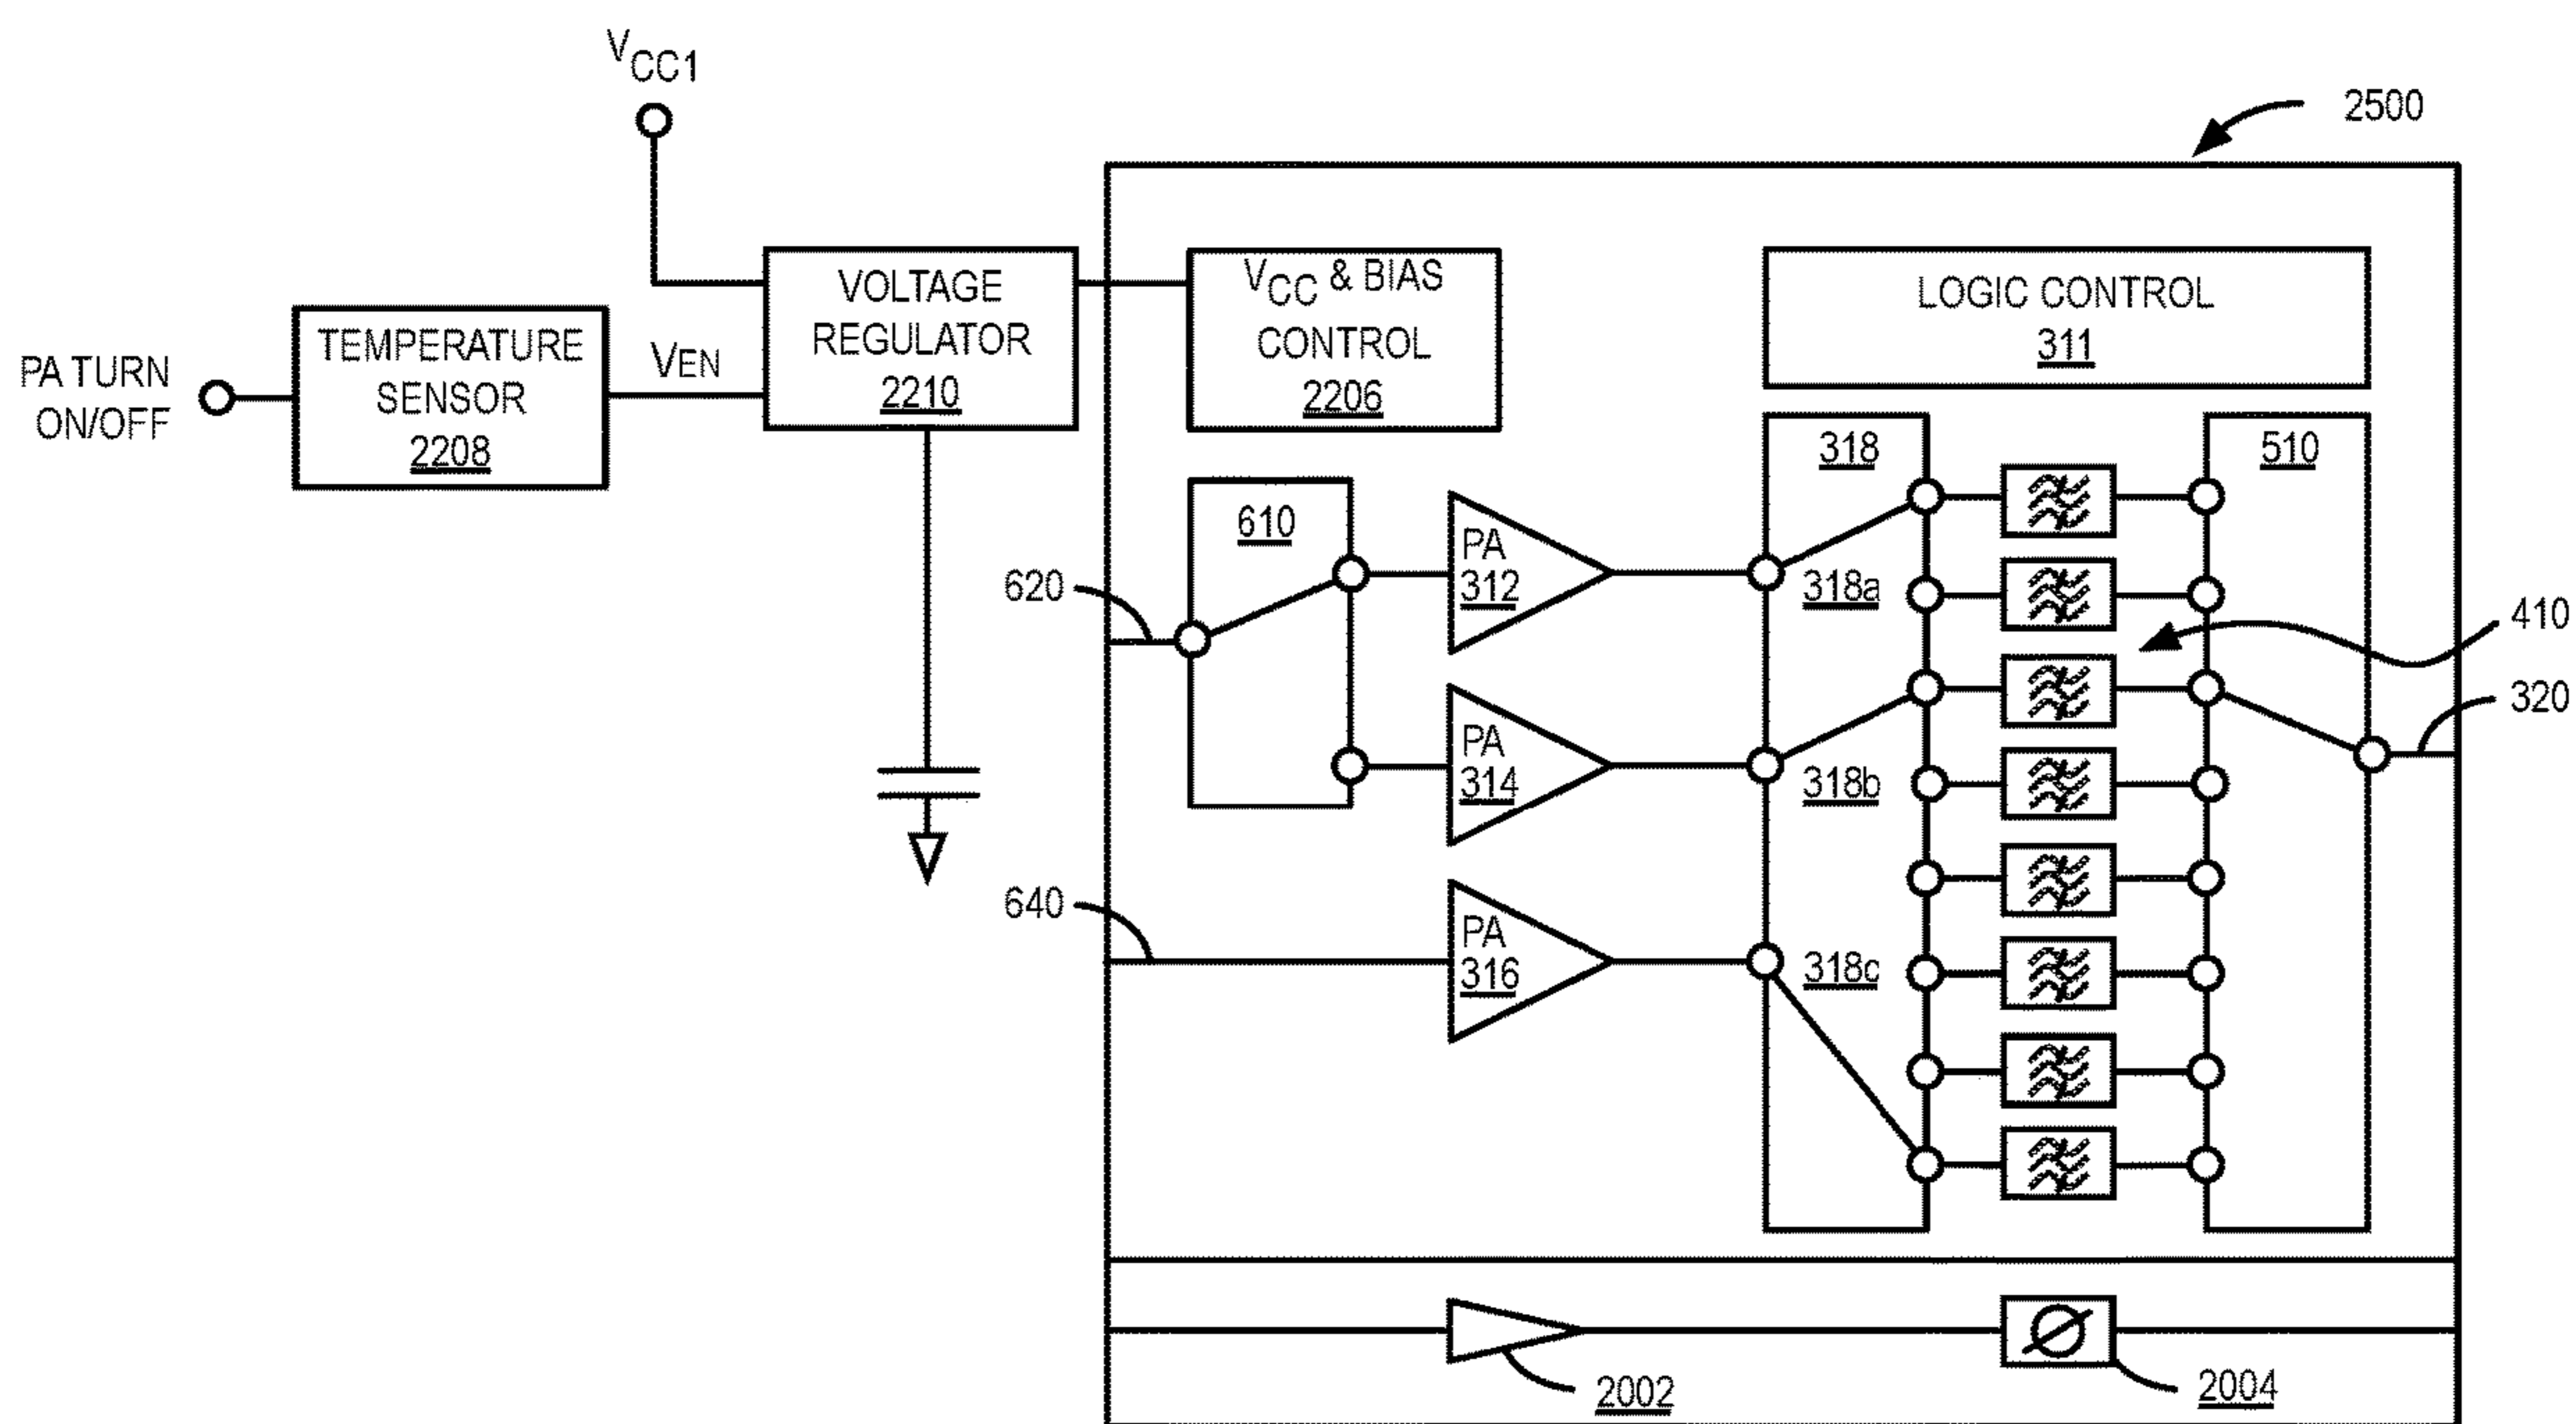 VCC1
2500
PA TURN
ON/OFF
TEMPERATURE
SENSOR
2208
VEN
VOLTAGE
REGULATOR
2210
VCC & BIAS
CONTROL
2206
LOGIC CONTROL
311
620
610
PA
312
318
318a
510
410
320
PA
314
318b
640
PA
316
318c
2002
2004